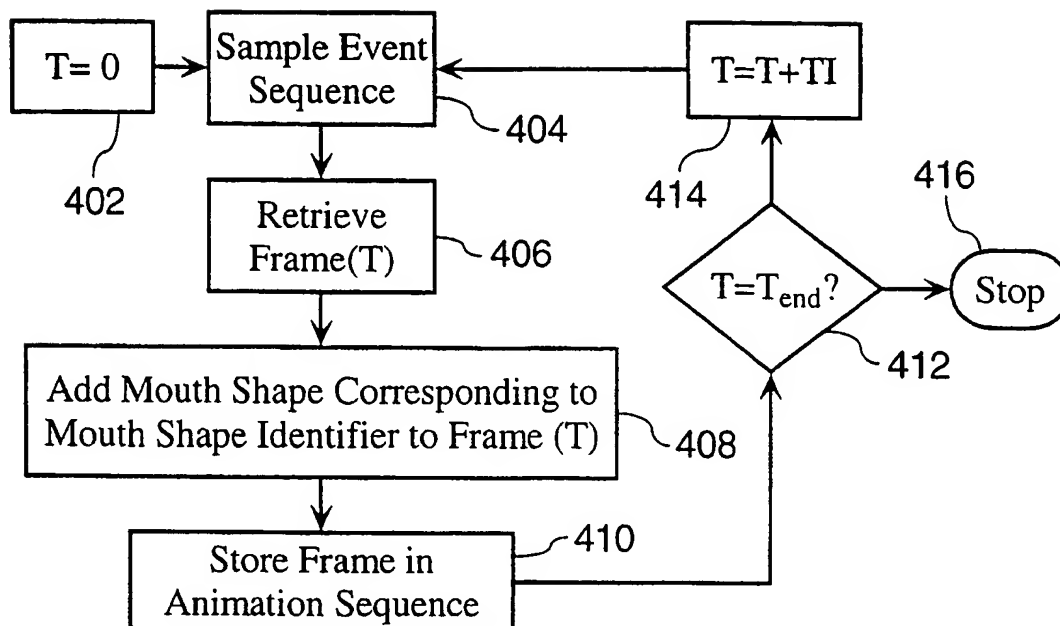 T= 0
402
Sample Event
Sequence
404
T=T+TI
414
Retrieve
Frame(T)
406
416
T=Tend?
412
Stop
Add Mouth Shape Corresponding to
Mouth Shape Identifier to Frame (T)
408
Store Frame in
Animation Sequence
410